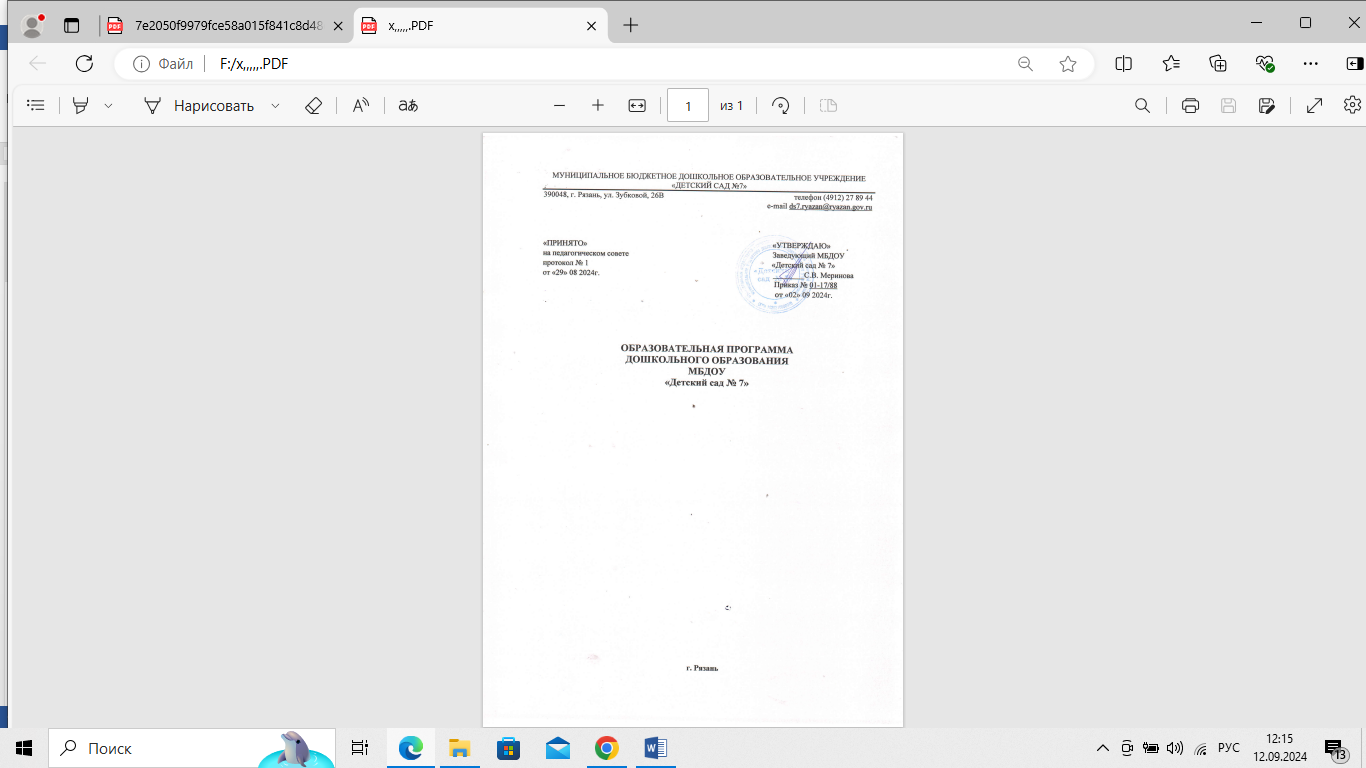 7e2050f9979fce58a015f841c8d48
x,,,,,.PDF
Файл
F:/x,,,,,.PDF
Нарисовать
1
из 1
МУНИЦИПАЛЬНОЕ БЮДЖЕТНОЕ ДОШКОЛЬНОЕ ОБРАЗОВАТЕЛЬНОЕ УЧРЕЖДЕНИЕ
«ДЕТСКИЙ САД №7»
390048, г. Рязань, ул. Зубковой, 26В
телефон (4912) 27 89 44
e-mail ds7.ryazan@ryazan.gov.ru
«ПРИНЯТО»
на педагогическом совете
протокол № 1
от «29» 08 2024г.
«УТВЕРЖДАЮ»
Заведующий МБДОУ
«Детский сад № 7»
С.В. Меринова
Приказ № 01-17/88
от «02» 09 2024г.
ОБРАЗОВАТЕЛЬНАЯ ПРОГРАММА
ДОШКОЛЬНОГО ОБРАЗОВАНИЯ
МБДОУ
«Детский сад № 7»
г. Рязань
Поиск
РУС
12:15
12.09.2024
13